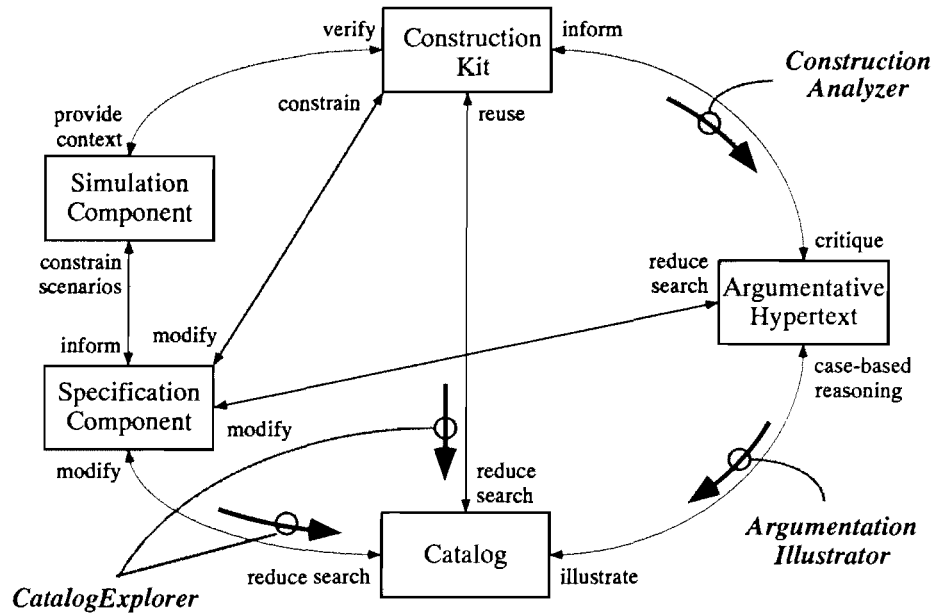 verify
Construction
Kit
inform
Construction
Analyzer
constrain
reuse
provide
context
Simulation
Component
critique
constrain
scenarios
reduce
search
Argumentative
Hypertext
inform
modify
case-based
reasoning
Specification
Component
modify
modify
reduce
search
Argumentation
Illustrator
Catalog
reduce search
illustrate
CatalogExplorer